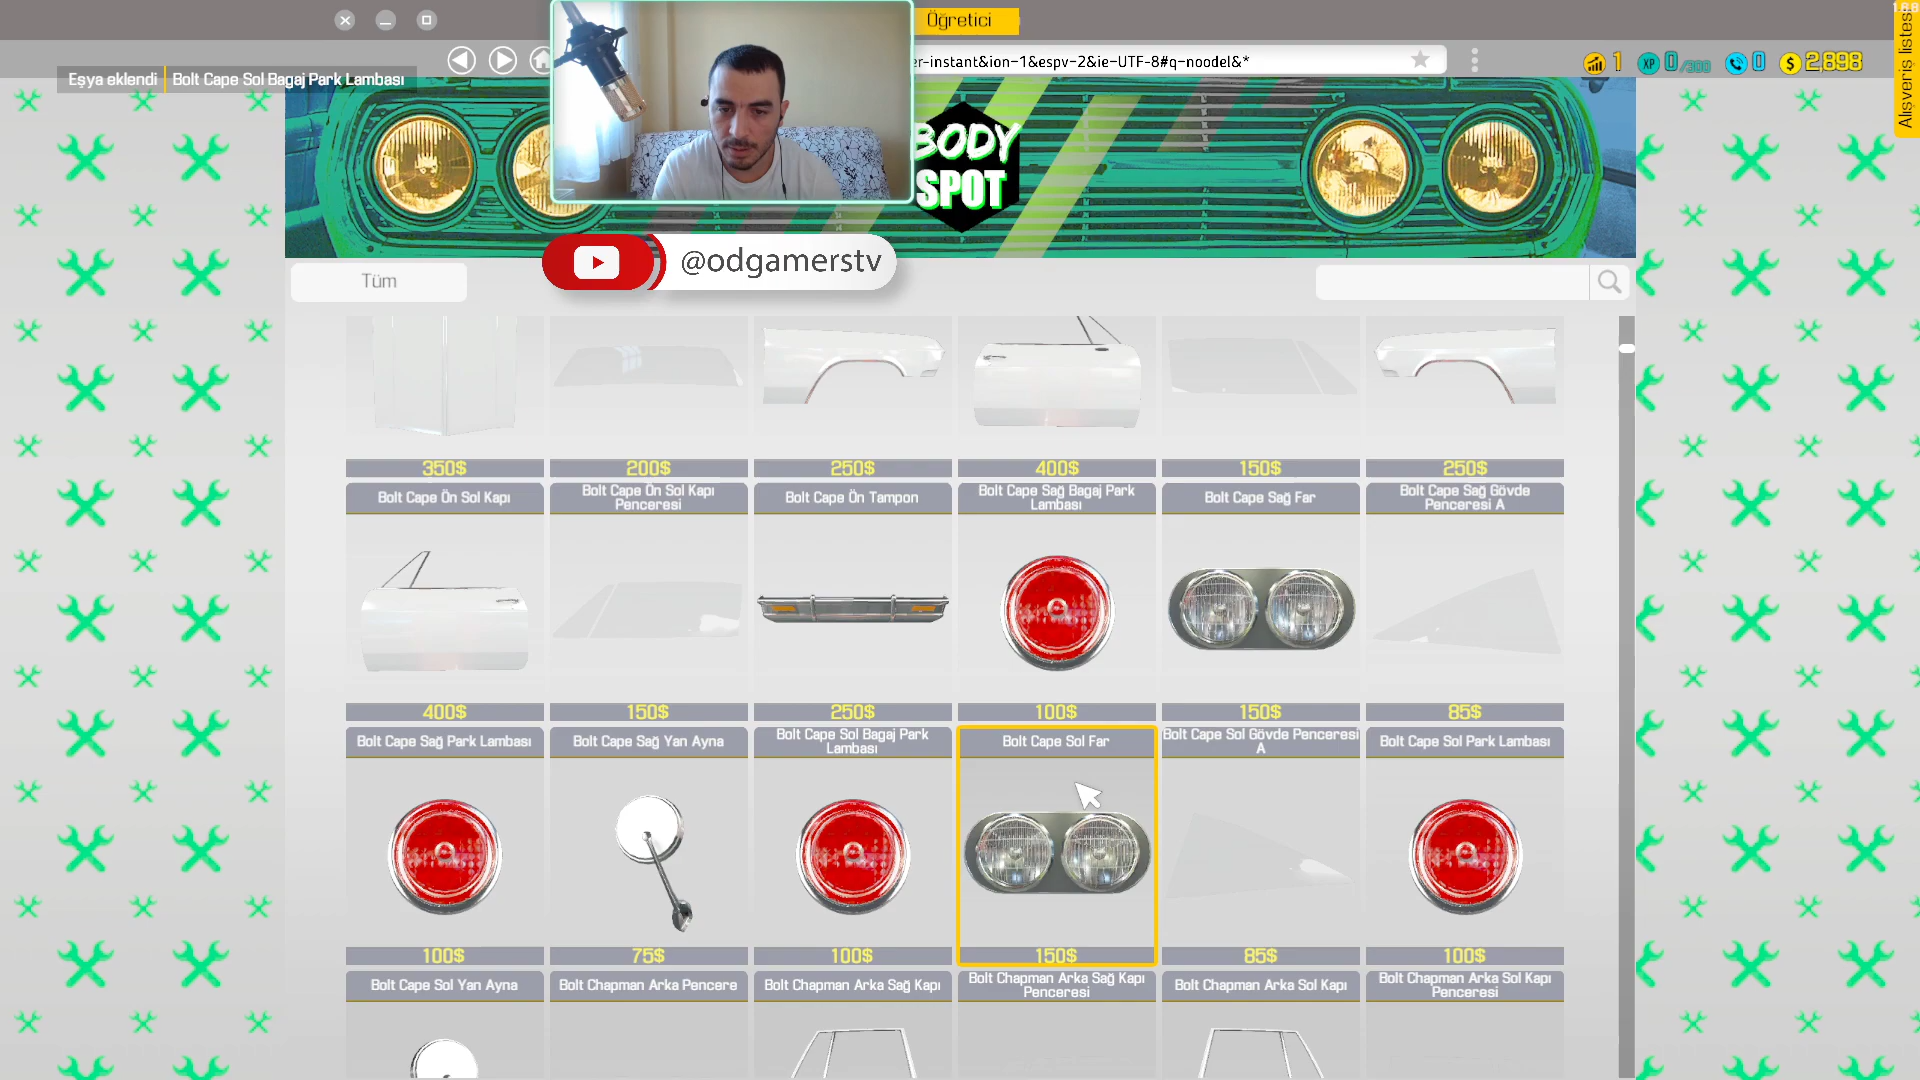 Öğretici
er-instant&ion-1&espv-2&ie-UTF-8#q-noodel&*
1
XP 0/300
0
$ 2,898
Alışveriş listesi
Eşya eklendi | Bolt Cape Sol Bagaj Park Lambası
BODY
SPOT
@odgamerstv
Tüm
350$
200$
250$
400$
150$
250$
Bolt Cape Ön Sol Kapı
Bolt Cape Ön Sol Kapı
Penceresi
Bolt Cape Ön Tampon
Bolt Cape Sağ Bagaj Park
Lambası
Bolt Cape Sağ Far
Bolt Cape Sağ Gövde
Penceresi A
400$
150$
250$
100$
150$
85$
Bolt Cape Sağ Park Lambası
Bolt Cape Sağ Yan Ayna
Bolt Cape Sol Bagaj Park
Lambası
Bolt Cape Sol Far
Bolt Cape Sol Gövde Penceresi
A
Bolt Cape Sol Park Lambası
100$
75$
100$
150$
85$
100$
Bolt Cape Sol Yan Ayna
Bolt Chapman Arka Pencere
Bolt Chapman Arka Sağ Kapı
Bolt Chapman Arka Sağ Kapı
Penceresi
Bolt Chapman Arka Sol Kapı
Bolt Chapman Arka Sol Kapı
Penceresi